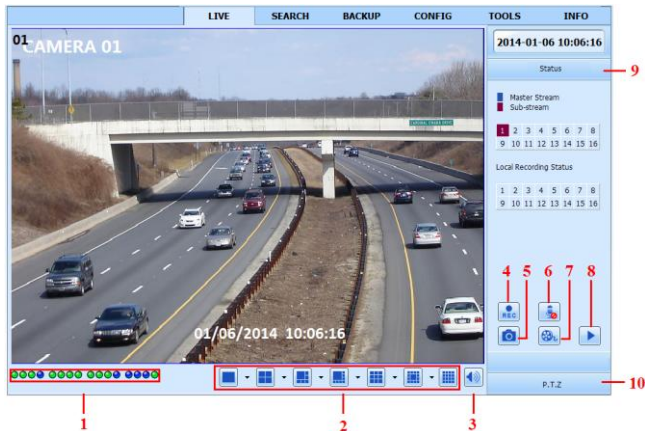 LIVE SEARCH BACKUP CONFIG TOOLS INFO
01
CAMERA 01
2014-01-06 10:06:16
Status
9
Master Stream
Sub-stream
1 2 3 4 5 6 7 8
9 10 11 12 13 14 15 16
Local Recording Status
1 2 3 4 5 6 7 8
9 10 11 12 13 14 15 16
4 5 6 7 8
REC
01/06/2014 10:06:16
P.T.Z
10
1 2 3